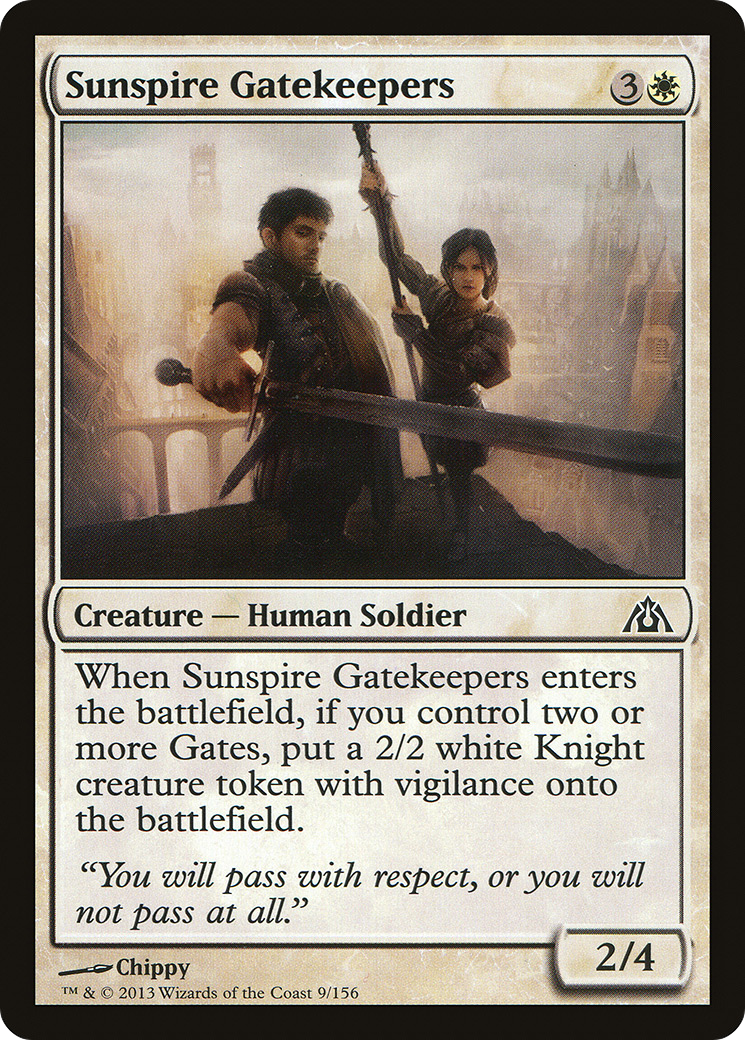 Sunspire Gatekeepers 3
Creature — Human Soldier
When Sunspire Gatekeepers enters
the battlefield, if you control two or
more Gates, put a 2/2 white Knight
creature token with vigilance onto
the battlefield.
“You will pass with respect, or you will
not pass at all.”
2/4
Chippy
™ & © 2013 Wizards of the Coast 9/156